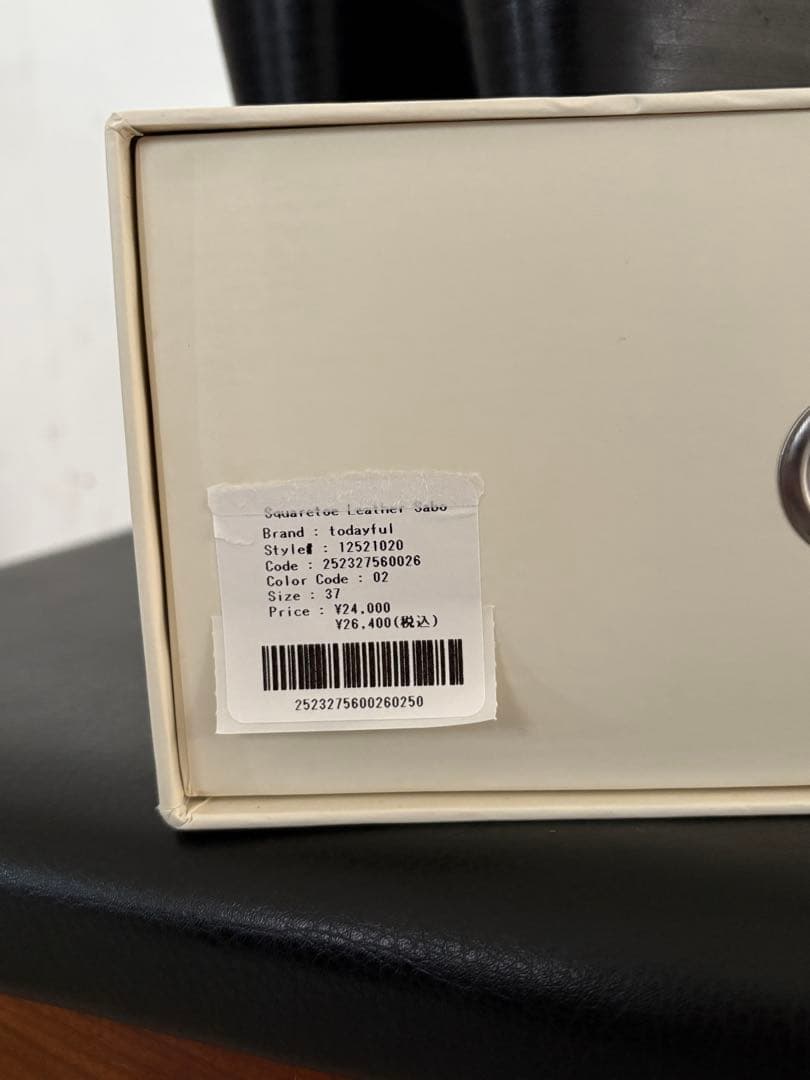 Squaretoe Leather Sabo
Brand : todayful
Style# : 12521020
Code : 252327560026
Color Code : 02
Size : 37
Price : ¥24.000
¥26.400(税込)
2523275600260250